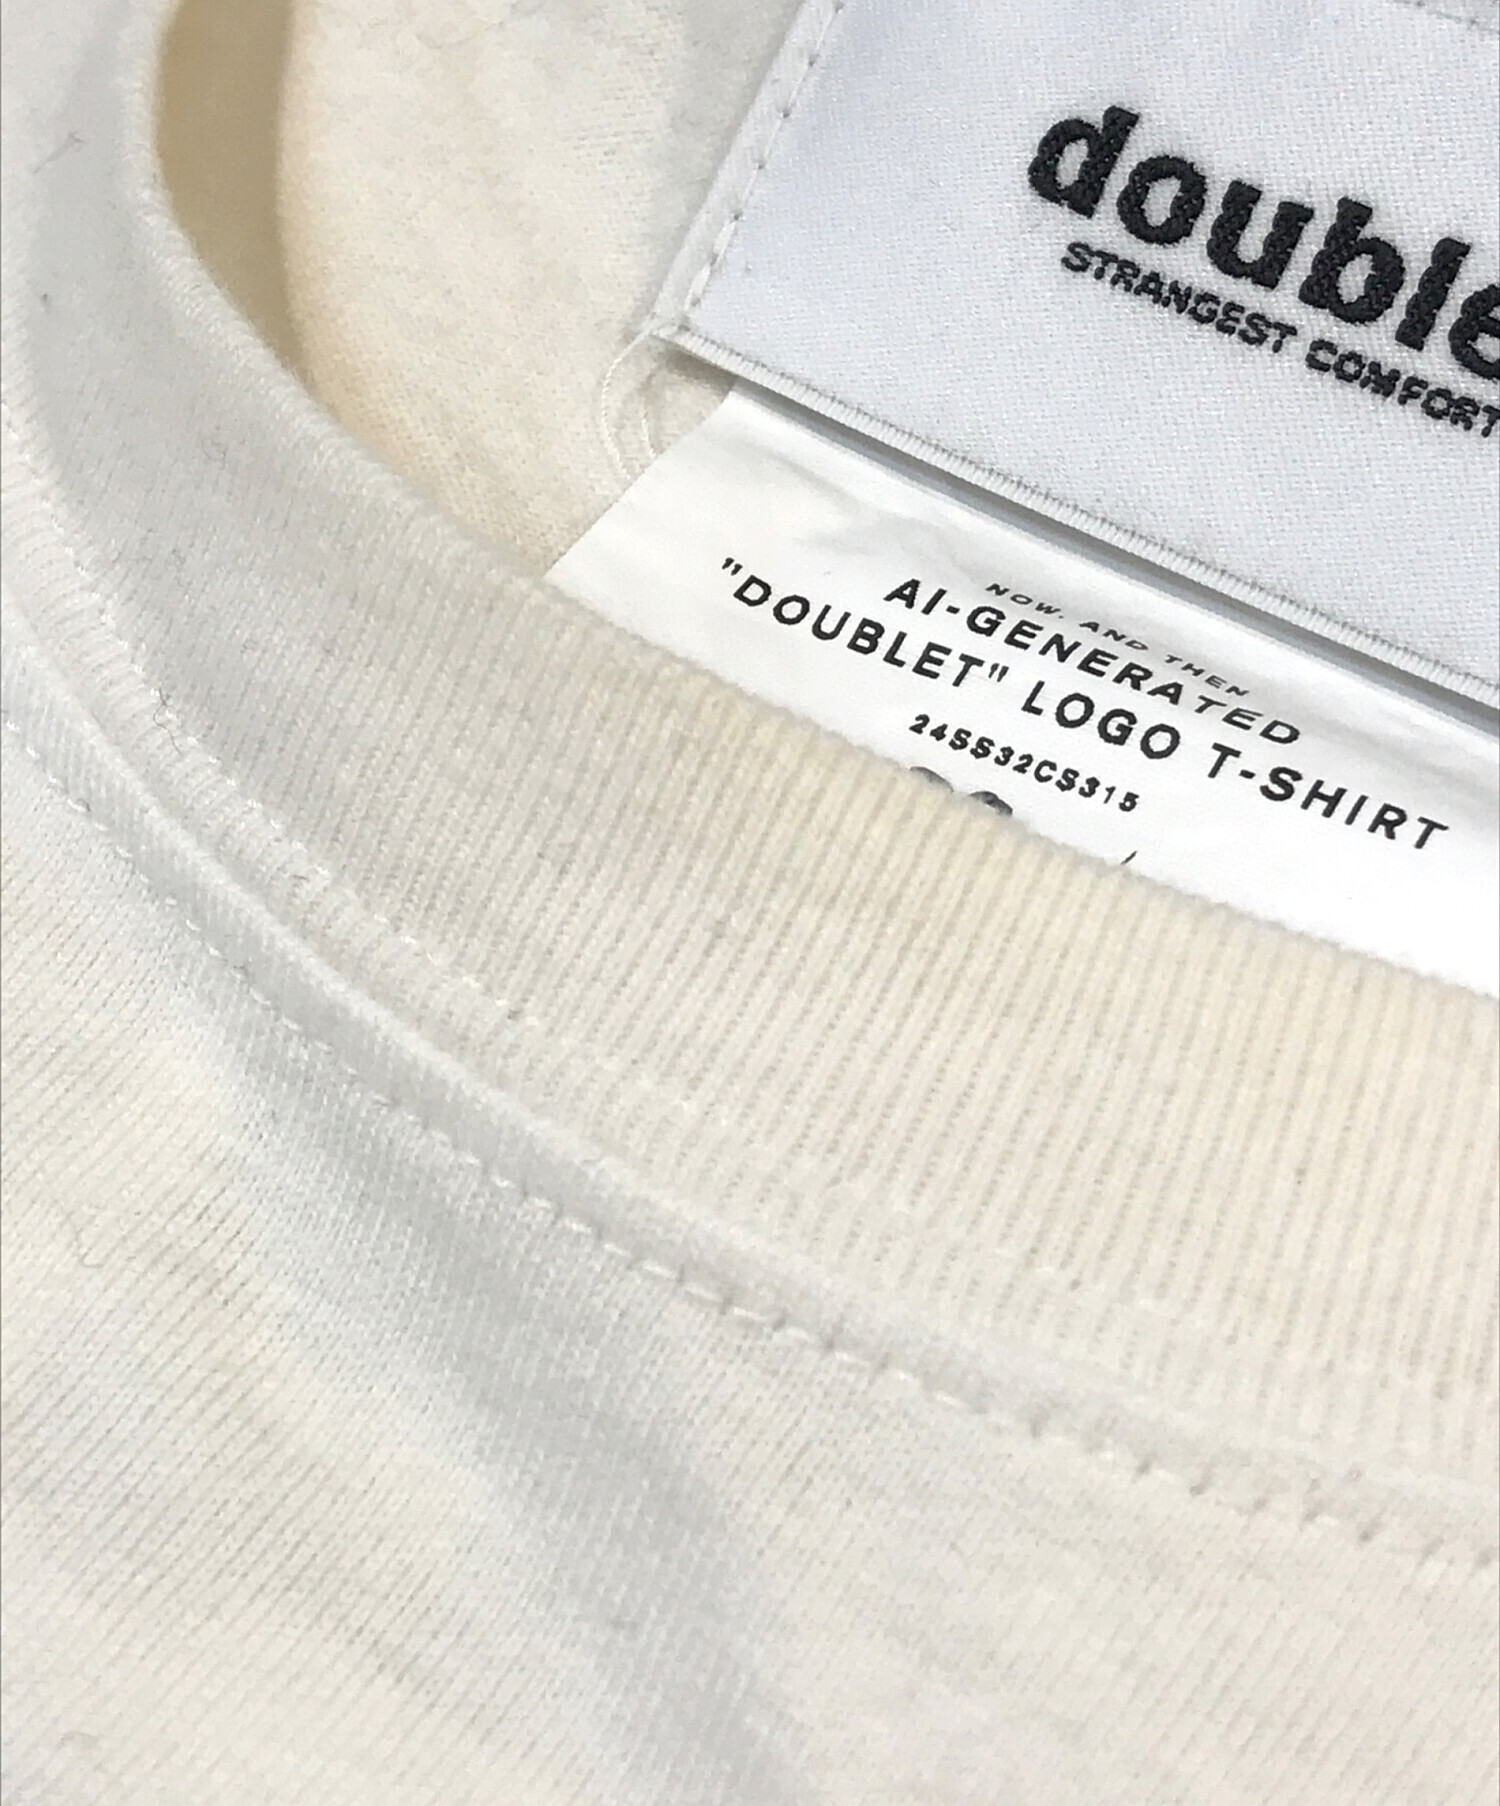 double
STRANGEST COMFORT
NOW, AND THEN
AI-GENERATED
"DOUBLET" LOGO T-SHIRT
24SS32CS315